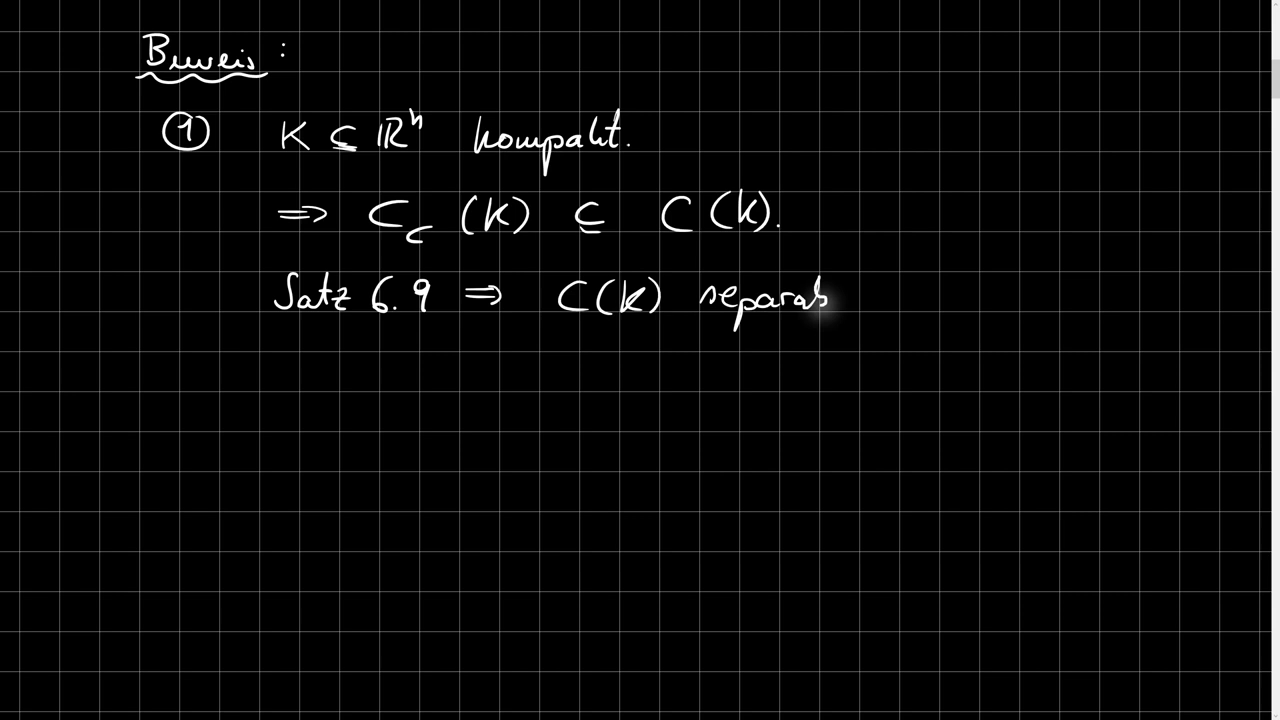 Beweis:
① K ⊆ ℝⁿ kompakt.
⇒ C_c (K) ⊆ C(K).
Satz 6.9 ⇒ C(K) separab